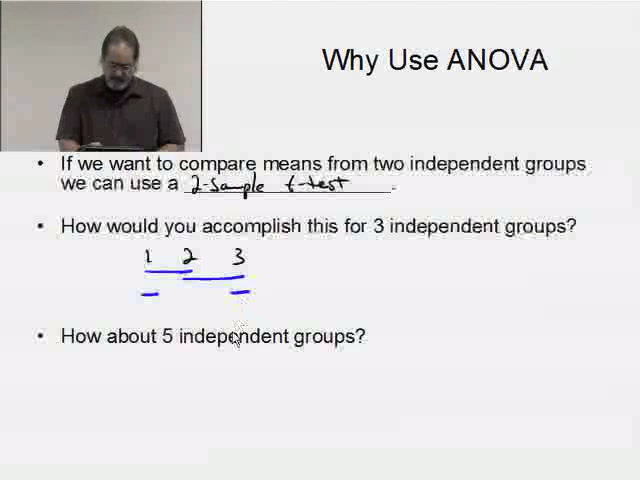 Why Use ANOVA
• If we want to compare means from two independent groups
we can use a 2-sample t-test.
• How would you accomplish this for 3 independent groups?
1 2 3
• How about 5 independent groups?